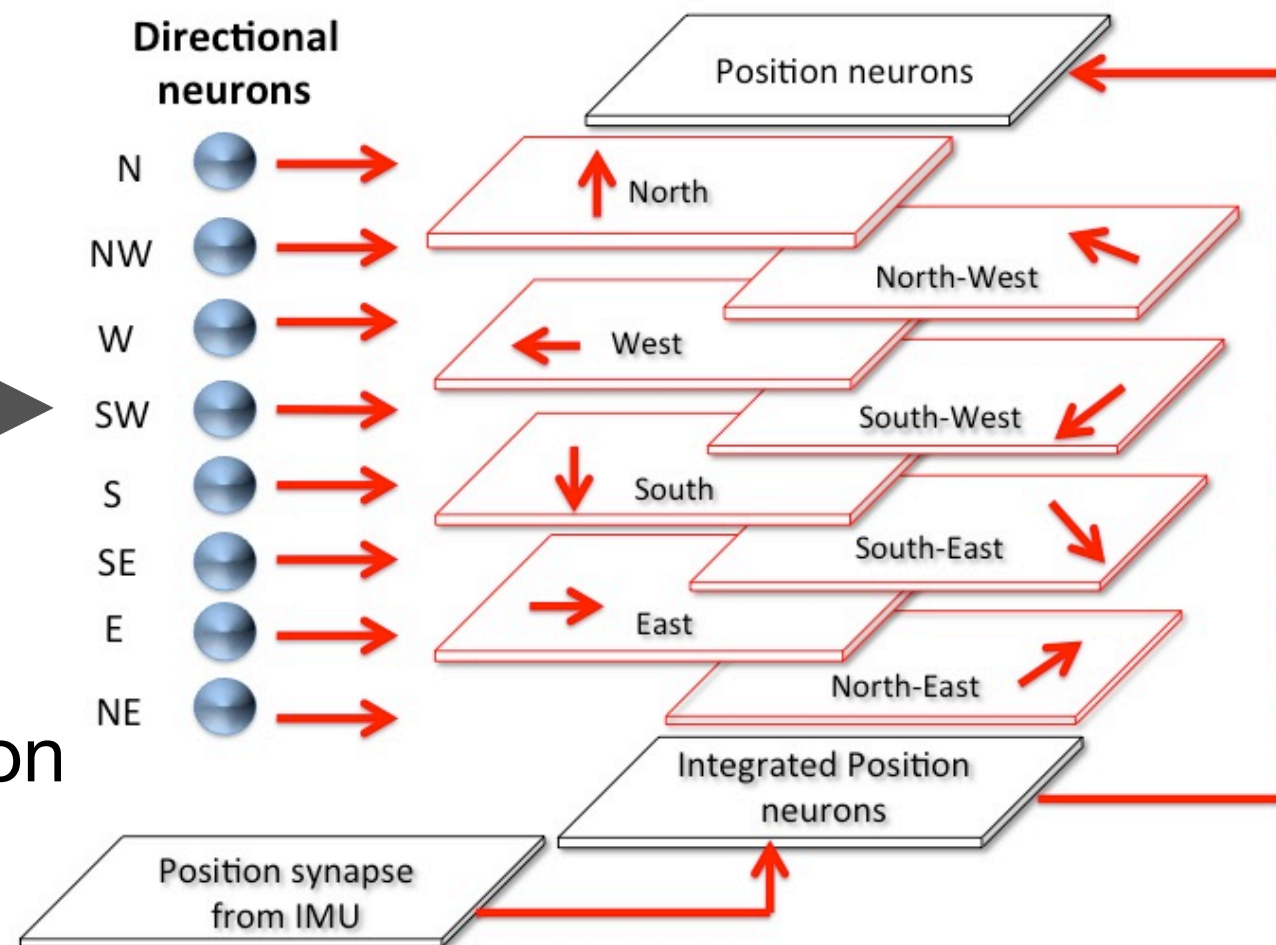 Directional
neurons
N
NW
W
SW
S
SE
E
NE
Position neurons
North
North-West
West
South-West
South
South-East
East
North-East
Integrated Position
neurons
on
Position synapse
from IMU